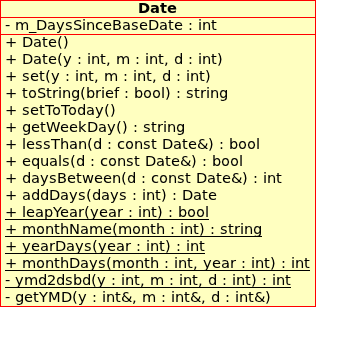 Date
- m_DaysSinceBaseDate : int
+ Date()
+ Date(y : int, m : int, d : int)
+ set(y : int, m : int, d : int)
+ toString(brief : bool) : string
+ setToToday()
+ getWeekDay() : string
+ lessThan(d : const Date&) : bool
+ equals(d : const Date&) : bool
+ daysBetween(d : const Date&) : int
+ addDays(days : int) : Date
+ leapYear(year : int) : bool
+ monthName(month : int) : string
+ yearDays(year : int) : int
+ monthDays(month : int, year : int) : int
- ymd2dsbd(y : int, m : int, d : int) : int
- getYMD(y : int&, m : int&, d : int&)